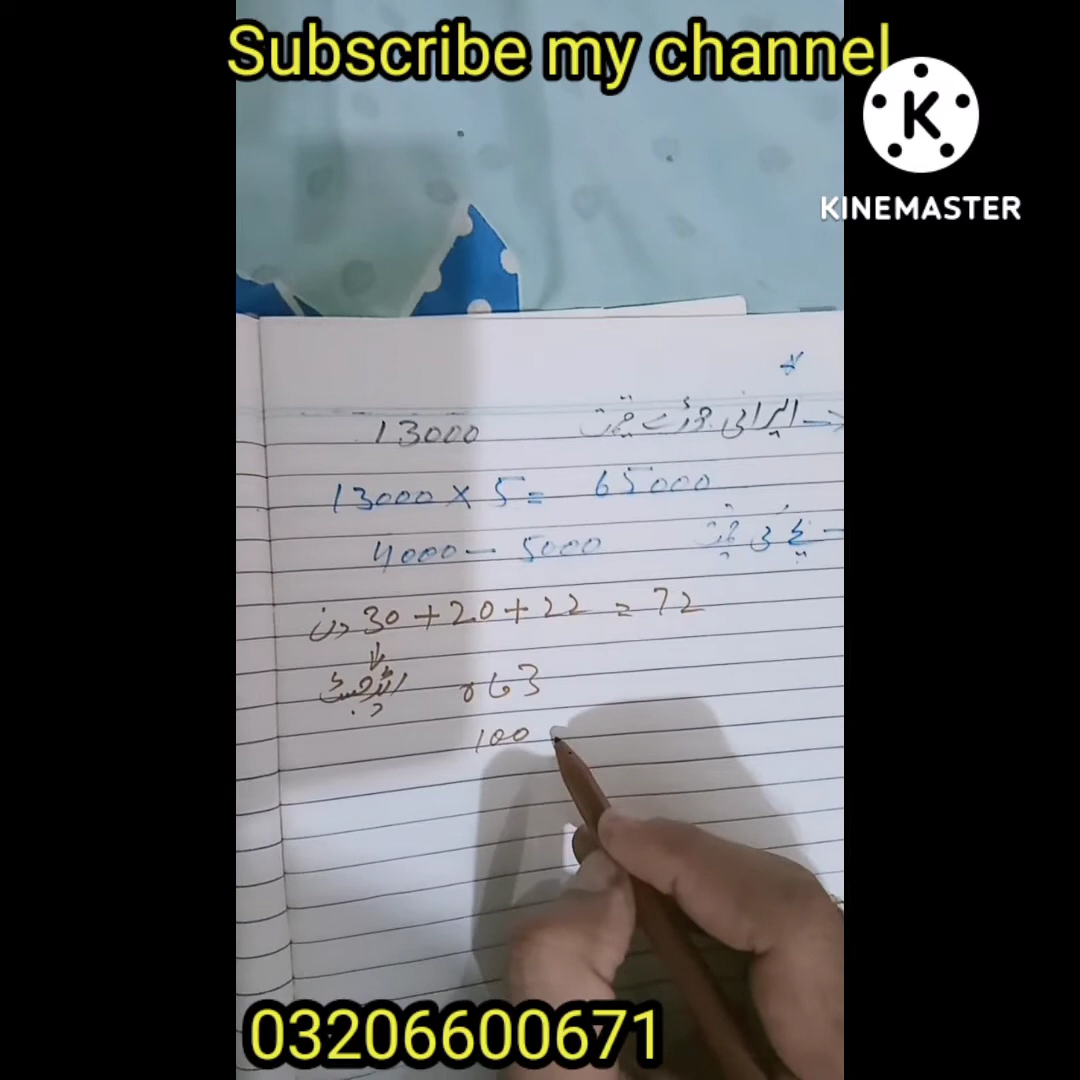 Subscribe my channel
KINEMASTER
ایرانی جوڑے قیمت 13000
13000 × 5 = 65000
کی قیمت 4000 - 5000
دن 30 + 20 + 22 = 72
ایڈجسٹ 3 ماہ
100
03206600671